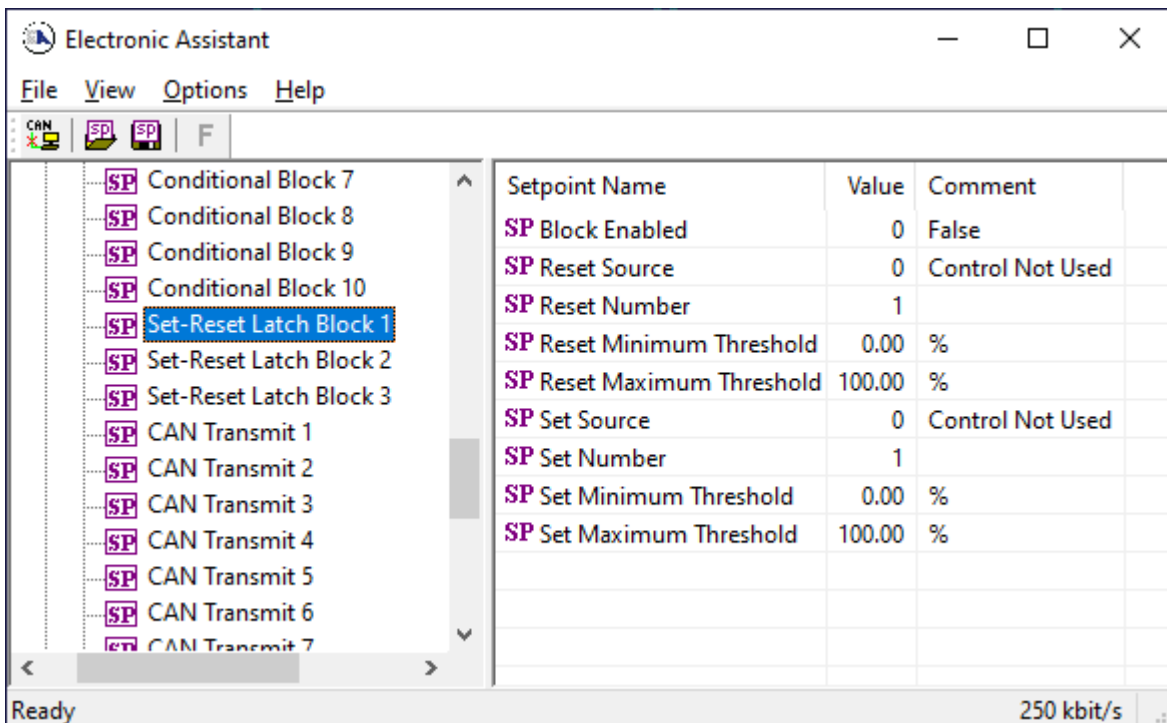 Electronic Assistant
File View Options Help
CAN SP SP F
SP Conditional Block 7
SP Conditional Block 8
SP Conditional Block 9
SP Conditional Block 10
SP Set-Reset Latch Block 1
SP Set-Reset Latch Block 2
SP Set-Reset Latch Block 3
SP CAN Transmit 1
SP CAN Transmit 2
SP CAN Transmit 3
SP CAN Transmit 4
SP CAN Transmit 5
SP CAN Transmit 6
SP CAN Transmit 7
Setpoint Name Value Comment
SP Block Enabled 0 False
SP Reset Source 0 Control Not Used
SP Reset Number 1
SP Reset Minimum Threshold 0.00 %
SP Reset Maximum Threshold 100.00 %
SP Set Source 0 Control Not Used
SP Set Number 1
SP Set Minimum Threshold 0.00 %
SP Set Maximum Threshold 100.00 %
Ready 250 kbit/s